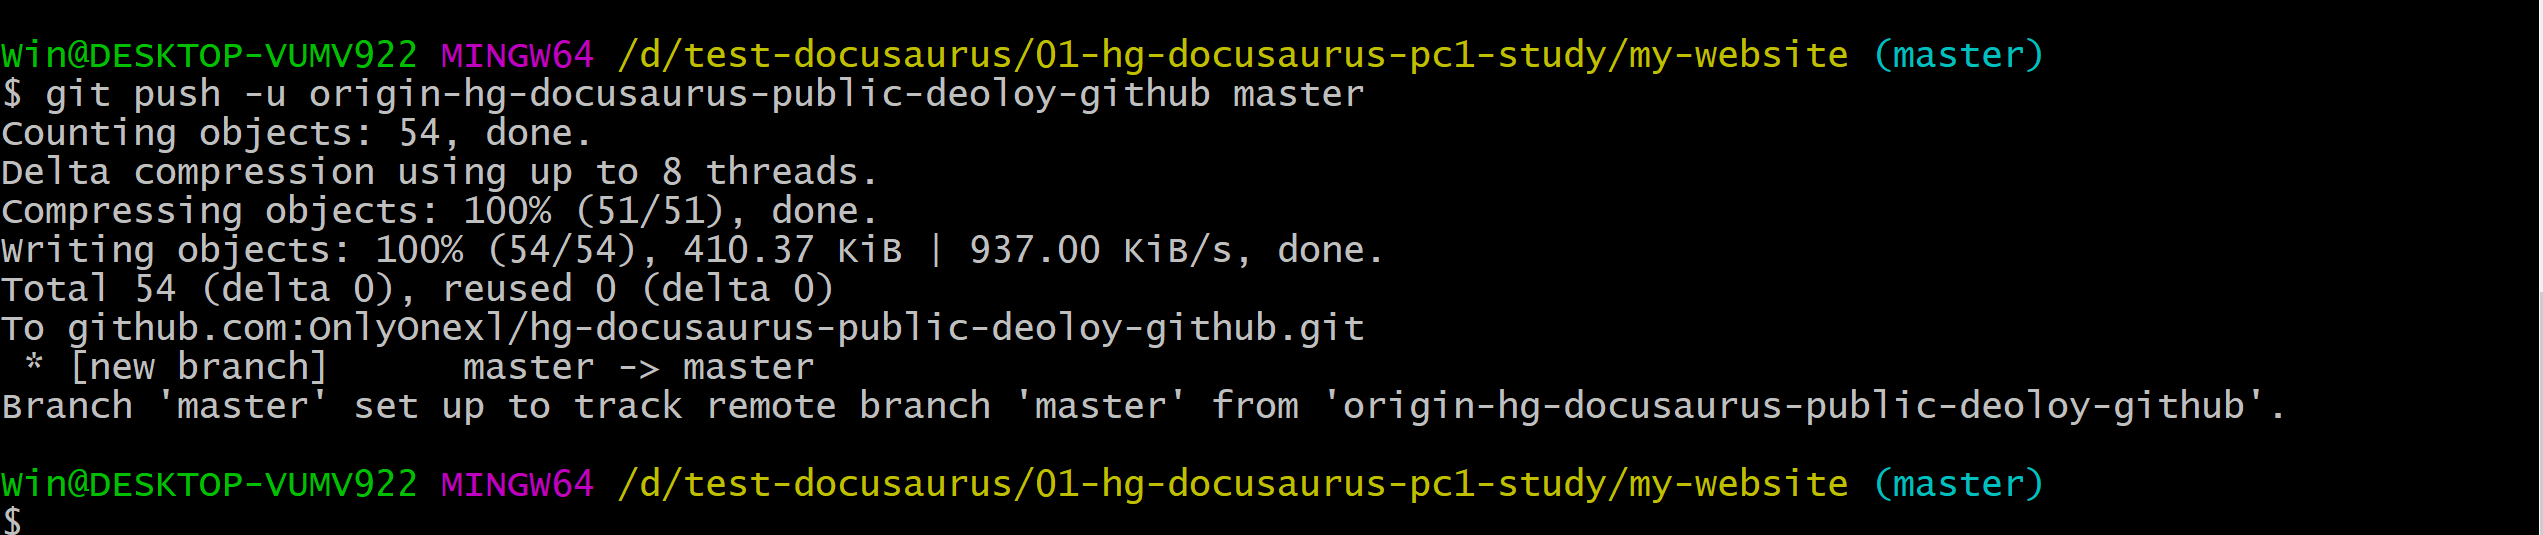 Win@DESKTOP-VUMV922 MINGW64 /d/test-docusaurus/01-hg-docusaurus-pc1-study/my-website (master)
$ git push -u origin-hg-docusaurus-public-deoloy-github master
Counting objects: 54, done.
Delta compression using up to 8 threads.
Compressing objects: 100% (51/51), done.
Writing objects: 100% (54/54), 410.37 KiB | 937.00 KiB/s, done.
Total 54 (delta 0), reused 0 (delta 0)
To github.com:OnlyOnexl/hg-docusaurus-public-deoloy-github.git
 * [new branch]      master -> master
Branch 'master' set up to track remote branch 'master' from 'origin-hg-docusaurus-public-deoloy-github'.
Win@DESKTOP-VUMV922 MINGW64 /d/test-docusaurus/01-hg-docusaurus-pc1-study/my-website (master)
$